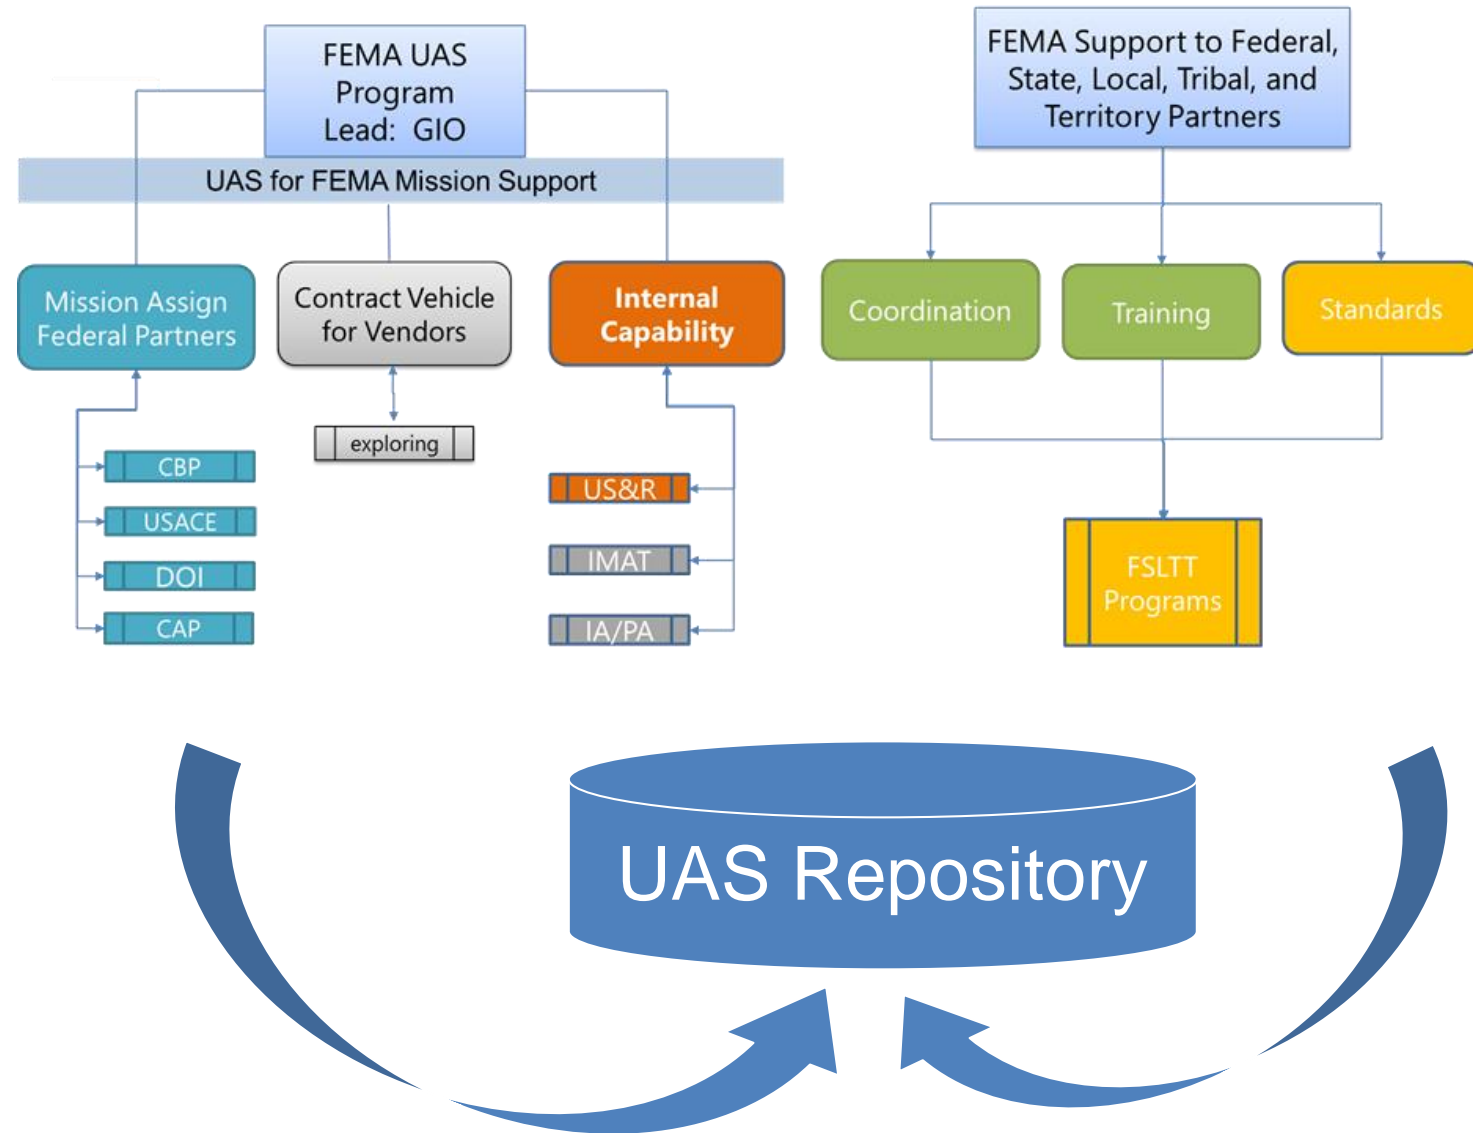 FEMA UAS
Program
Lead: GIO
UAS for FEMA Mission Support
Mission Assign
Federal Partners
Contract Vehicle
for Vendors
Internal
Capability
CBP
USACE
DOI
CAP
exploring
US&R
IMAT
IA/PA
FEMA Support to Federal,
State, Local, Tribal, and
Territory Partners
Coordination
Training
Standards
FSLTT
Programs
UAS Repository